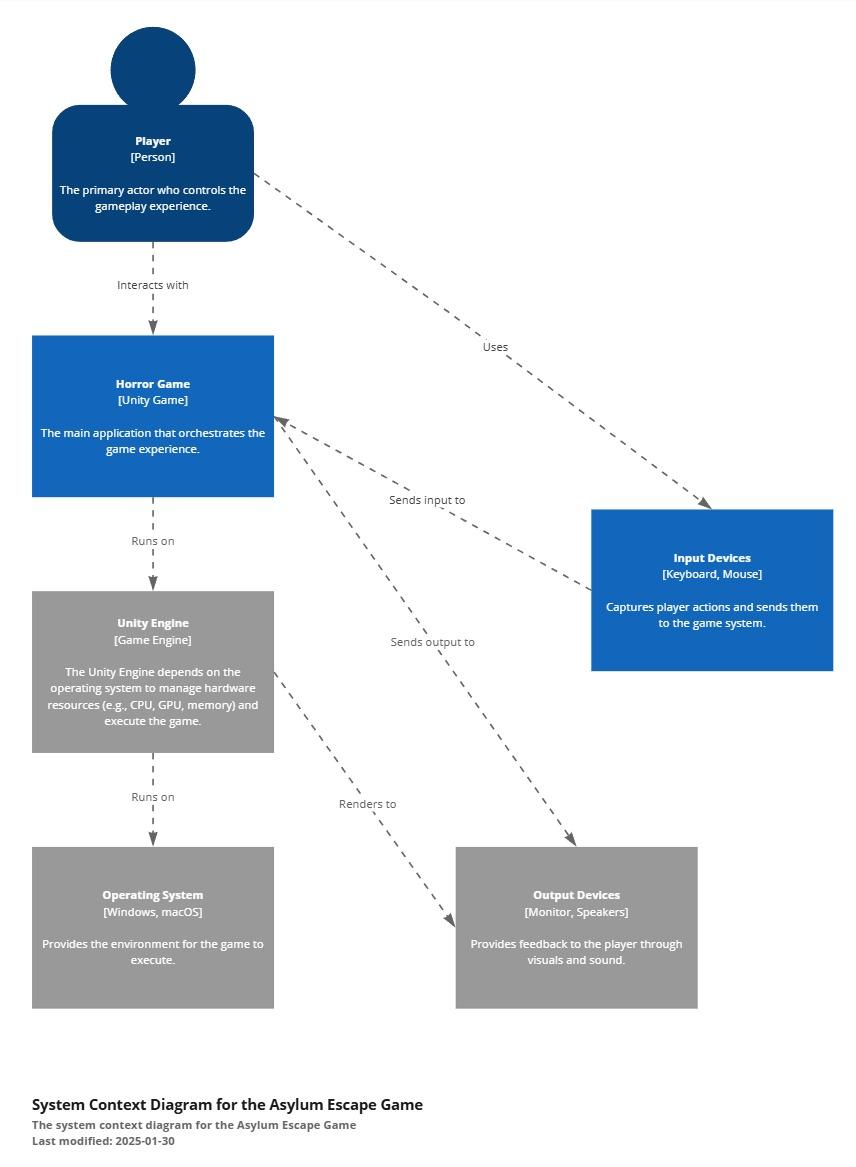 Player
[Person]
The primary actor who controls the
gameplay experience.
Interacts with
Uses
Horror Game
[Unity Game]
The main application that orchestrates the
game experience.
Sends input to
Runs on
Input Devices
[Keyboard, Mouse]
Captures player actions and sends them
to the game system.
Unity Engine
[Game Engine]
The Unity Engine depends on the
operating system to manage hardware
resources (e.g., CPU, GPU, memory) and
execute the game.
Sends output to
Runs on
Renders to
Operating System
[Windows, macOS]
Provides the environment for the game to
execute.
Output Devices
[Monitor, Speakers]
Provides feedback to the player through
visuals and sound.
System Context Diagram for the Asylum Escape Game
The system context diagram for the Asylum Escape Game
Last modified: 2025-01-30